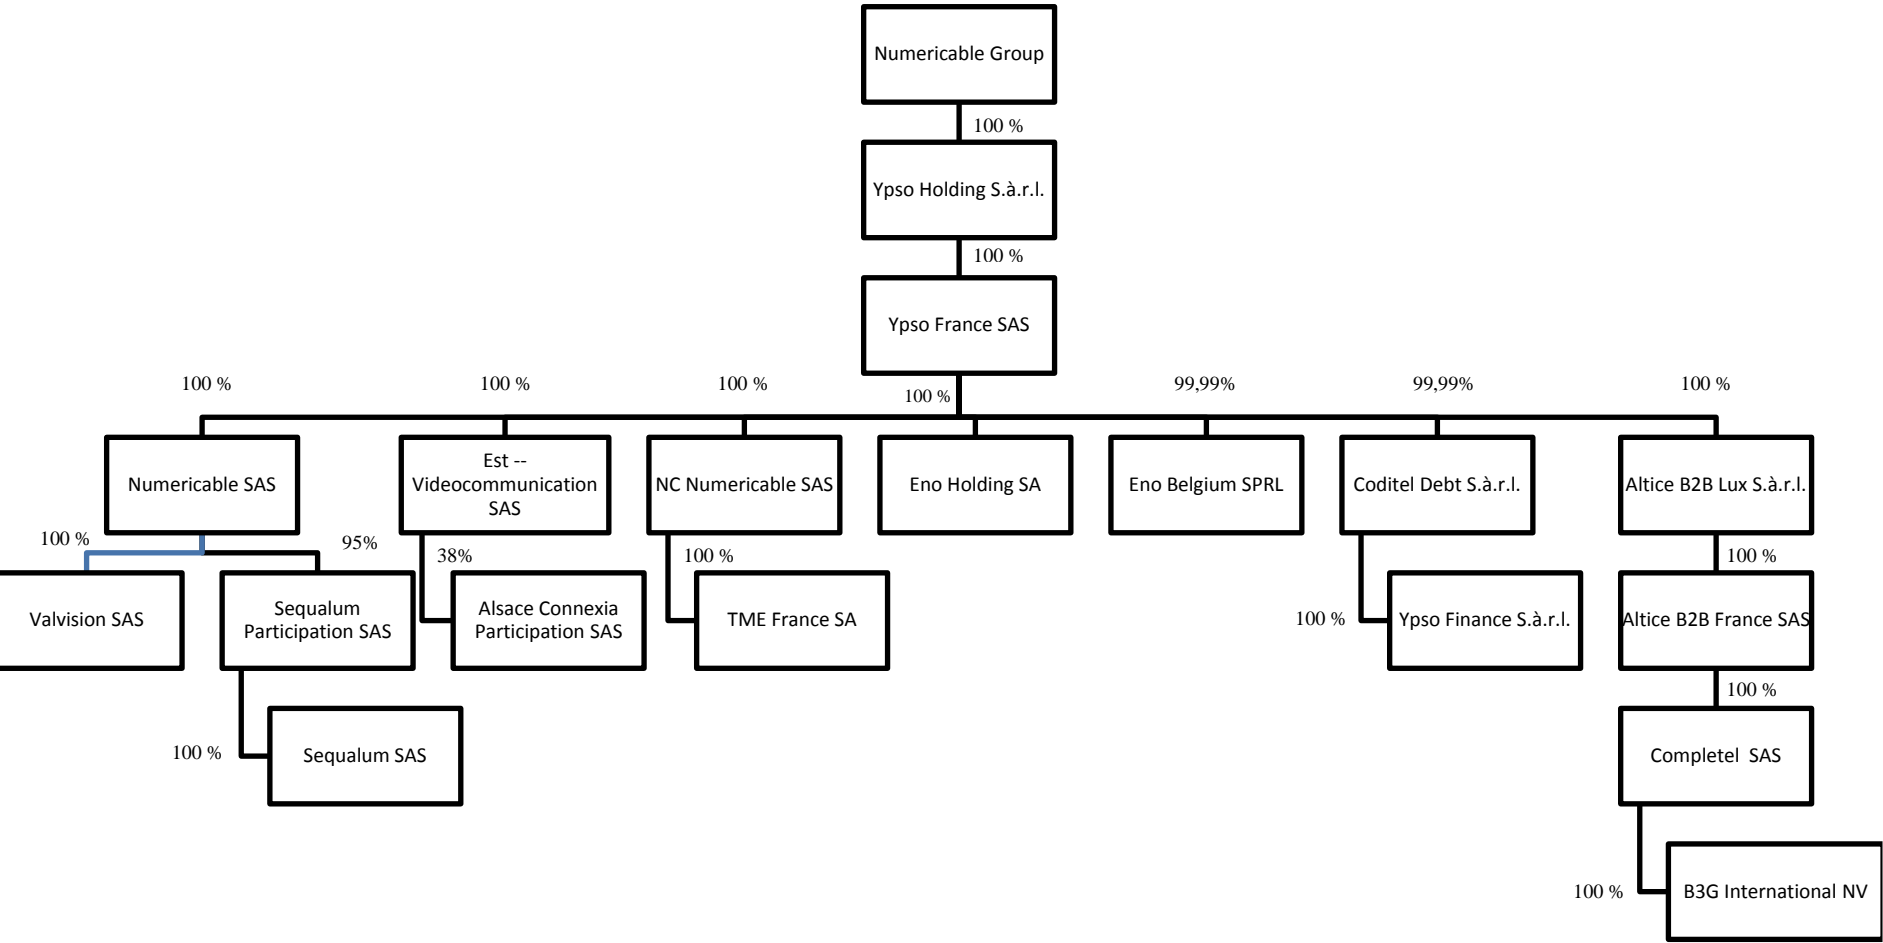 Numericable Group
100 %
Ypso Holding S.à.r.l.
100 %
Ypso France SAS
100 %
100 %
100 %
100 %
99,99%
99,99%
100 %
Numericable SAS
Est --
Videocommunication
SAS
NC Numericable SAS
Eno Holding SA
Eno Belgium SPRL
Coditel Debt S.à.r.l.
Altice B2B Lux S.à.r.l.
100 %
95%
38%
100 %
100 %
Valvision SAS
Sequalum
Participation SAS
Alsace Connexia
Participation SAS
TME France SA
100 %
Ypso Finance S.à.r.l.
Altice B2B France SAS
100 %
100 %
Sequalum SAS
Completel  SAS
100 %
B3G International NV